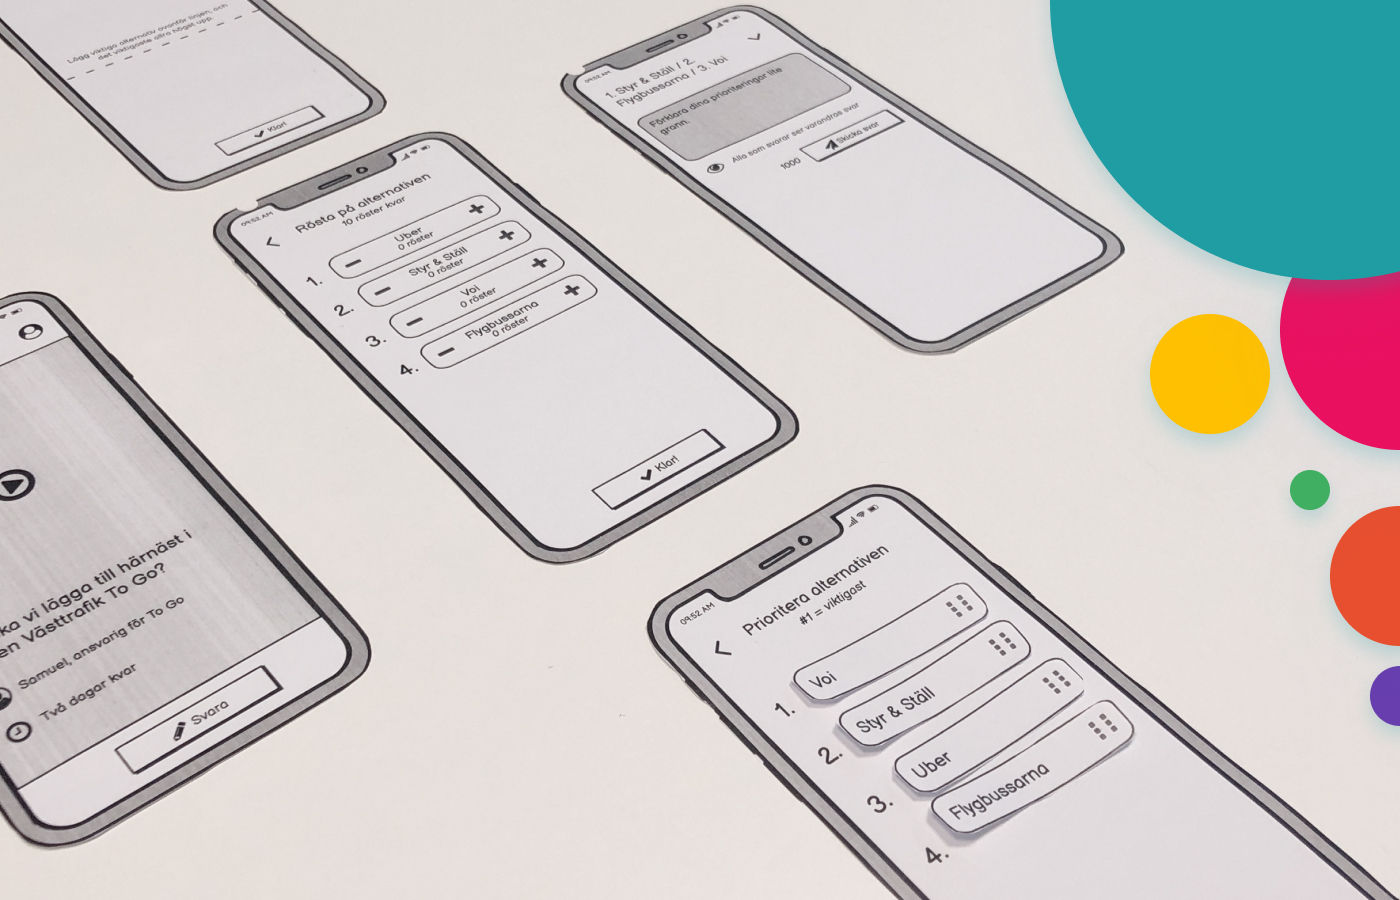 Lägg viktiga alternativ ovanför linjen, och
det viktigaste allra högst upp.
Klar!
09:52 AM
1. Styr & Ställ / 2.
Flygbussarna / 3. Voi
Förklara dina prioriteringar lite
grann.
Alla som svarar ser varandras svar
1000
Skicka svar
09:52 AM
Rösta på alternativen
10 röster kvar
1.
Uber
0 röster
2.
Styr & Ställ
0 röster
3.
Voi
0 röster
4.
Flygbussarna
0 röster
Klar!
ka vi lägga till härnäst i
en Västtrafik To Go?
Samuel, ansvarig för To Go
Två dagar kvar
Svara
09:52 AM
Prioritera alternativen
#1 = viktigast
1.
Voi
2.
Styr & Ställ
3.
Uber
4.
Flygbussarna